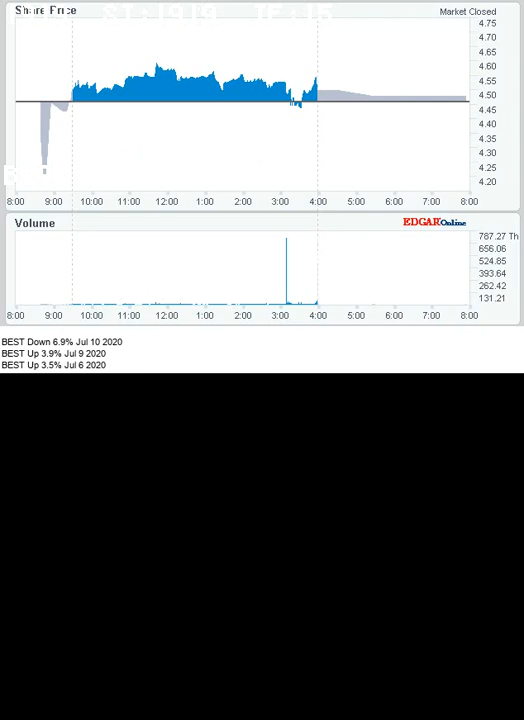 Share Price
Market Closed
4.75
4.70
4.65
4.60
4.55
4.50
4.45
4.40
4.35
4.30
4.25
4.20
8:00 9:00 10:00 11:00 12:00 1:00 2:00 3:00 4:00 5:00 6:00 7:00 8:00
Volume
EDGAROnline
787.27 Th
656.06
524.85
393.64
262.42
131.21
8:00 9:00 10:00 11:00 12:00 1:00 2:00 3:00 4:00 5:00 6:00 7:00 8:00
BEST Down 6.9% Jul 10 2020
BEST Up 3.9% Jul 9 2020
BEST Up 3.5% Jul 6 2020